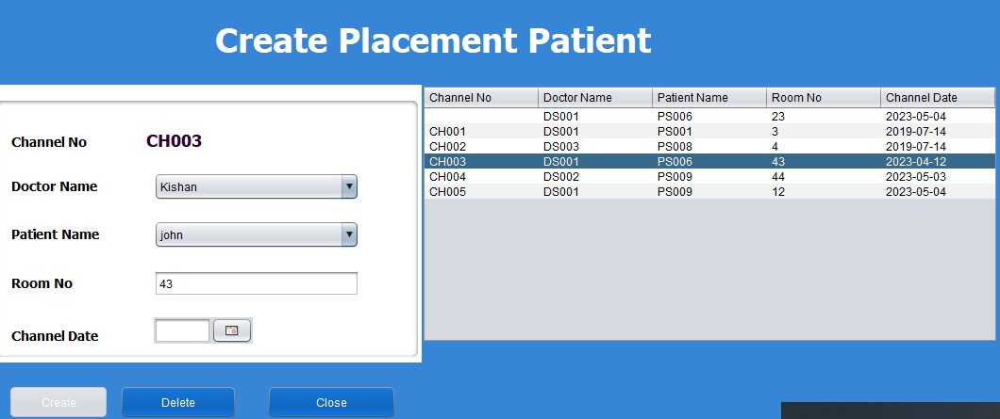 Create Placement Patient
Channel No CH003
Doctor Name Kishan
Patient Name john
Room No 43
Channel Date
Create Delete Close
Channel No Doctor Name Patient Name Room No Channel Date
DS001 PS006 23 2023-05-04
CH001 DS001 PS001 3 2019-07-14
CH002 DS003 PS008 4 2019-07-14
CH003 DS001 PS006 43 2023-04-12
CH004 DS002 PS009 44 2023-05-03
CH005 DS001 PS009 12 2023-05-04